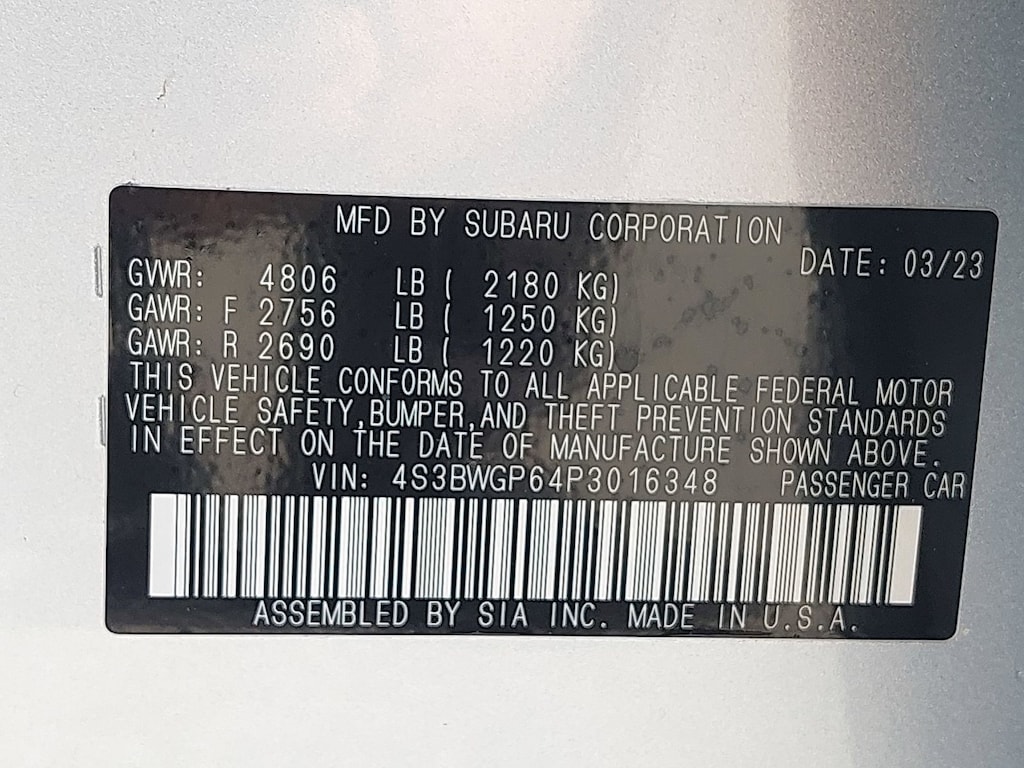 MFD BY SUBARU CORPORATION
DATE: 03/23
GVWR: 4806 LB ( 2180 KG)
GAWR: F 2756 LB ( 1250 KG)
GAWR: R 2690 LB ( 1220 KG)
THIS VEHICLE CONFORMS TO ALL APPLICABLE FEDERAL MOTOR
VEHICLE SAFETY,BUMPER,AND THEFT PREVENTION STANDARDS
IN EFFECT ON THE DATE OF MANUFACTURE SHOWN ABOVE.
VIN: 4S3BWGP64P3016348 PASSENGER CAR
ASSEMBLED BY SIA INC. MADE IN U.S.A.